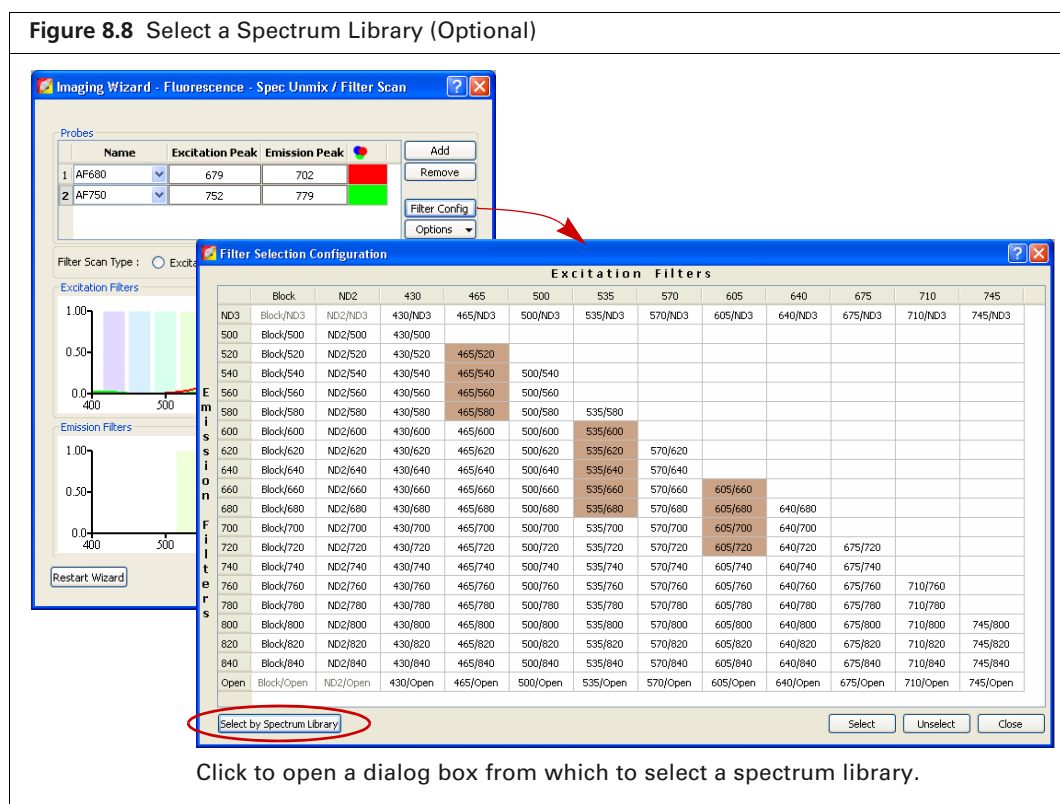 Figure 8.8 Select a Spectrum Library (Optional)
Imaging Wizard - Fluorescence - Spec Unmix / Filter Scan
Probes
Name Excitation Peak Emission Peak
1 AF680 679 702
2 AF750 752 779
Add
Remove
Filter Config
Options
Filter Scan Type : Excita
Excitation Filters
1.00
0.50
0.0
400 500
Emission Filters
1.00
0.50
0.0
400 500
Restart Wizard
Filter Selection Configuration
Excitation Filters
Emission Filters
Block ND2 430 465 500 535 570 605 640 675 710 745
ND3 Block/ND3 ND2/ND3 430/ND3 465/ND3 500/ND3 535/ND3 570/ND3 605/ND3 640/ND3 675/ND3 710/ND3 745/ND3
500 Block/500 ND2/500 430/500
520 Block/520 ND2/520 430/520 465/520
540 Block/540 ND2/540 430/540 465/540 500/540
560 Block/560 ND2/560 430/560 465/560 500/560
580 Block/580 ND2/580 430/580 465/580 500/580 535/580
600 Block/600 ND2/600 430/600 465/600 500/600 535/600
620 Block/620 ND2/620 430/620 465/620 500/620 535/620 570/620
640 Block/640 ND2/640 430/640 465/640 500/640 535/640 570/640
660 Block/660 ND2/660 430/660 465/660 500/660 535/660 570/660 605/660
680 Block/680 ND2/680 430/680 465/680 500/680 535/680 570/680 605/680 640/680
700 Block/700 ND2/700 430/700 465/700 500/700 535/700 570/700 605/700 640/700
720 Block/720 ND2/720 430/720 465/720 500/720 535/720 570/720 605/720 640/720 675/720
740 Block/740 ND2/740 430/740 465/740 500/740 535/740 570/740 605/740 640/740 675/740
760 Block/760 ND2/760 430/760 465/760 500/760 535/760 570/760 605/760 640/760 675/760 710/760
780 Block/780 ND2/780 430/780 465/780 500/780 535/780 570/780 605/780 640/780 675/780 710/780
800 Block/800 ND2/800 430/800 465/800 500/800 535/800 570/800 605/800 640/800 675/800 710/800 745/800
820 Block/820 ND2/820 430/820 465/820 500/820 535/820 570/820 605/820 640/820 675/820 710/820 745/820
840 Block/840 ND2/840 430/840 465/840 500/840 535/840 570/840 605/840 640/840 675/840 710/840 745/840
Open Block/Open ND2/Open 430/Open 465/Open 500/Open 535/Open 570/Open 605/Open 640/Open 675/Open 710/Open 745/Open
Select by Spectrum Library Select Unselect Close
Click to open a dialog box from which to select a spectrum library.